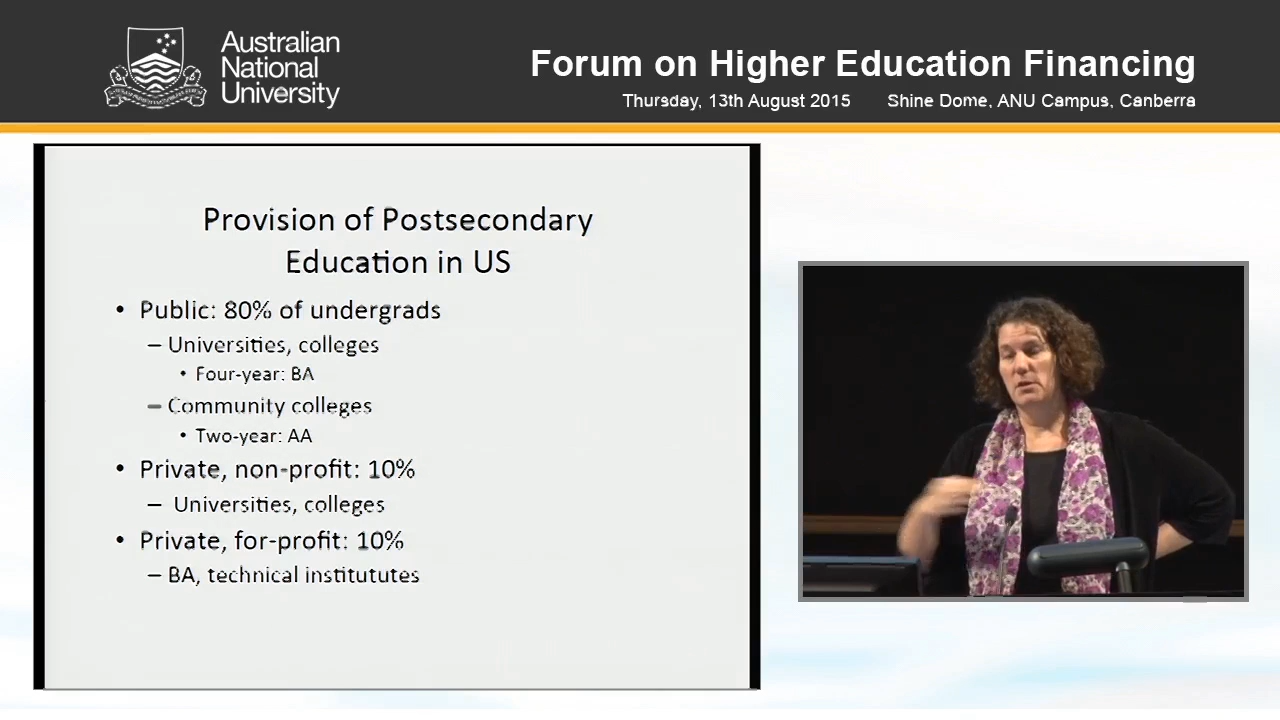 Australian
National
University
Forum on Higher Education Financing
Thursday, 13th August 2015 Shine Dome, ANU Campus, Canberra
Provision of Postsecondary
Education in US
• Public: 80% of undergrads
– Universities, colleges
• Four-year: BA
– Community colleges
• Two-year: AA
• Private, non-profit: 10%
– Universities, colleges
• Private, for-profit: 10%
– BA, technical institututes